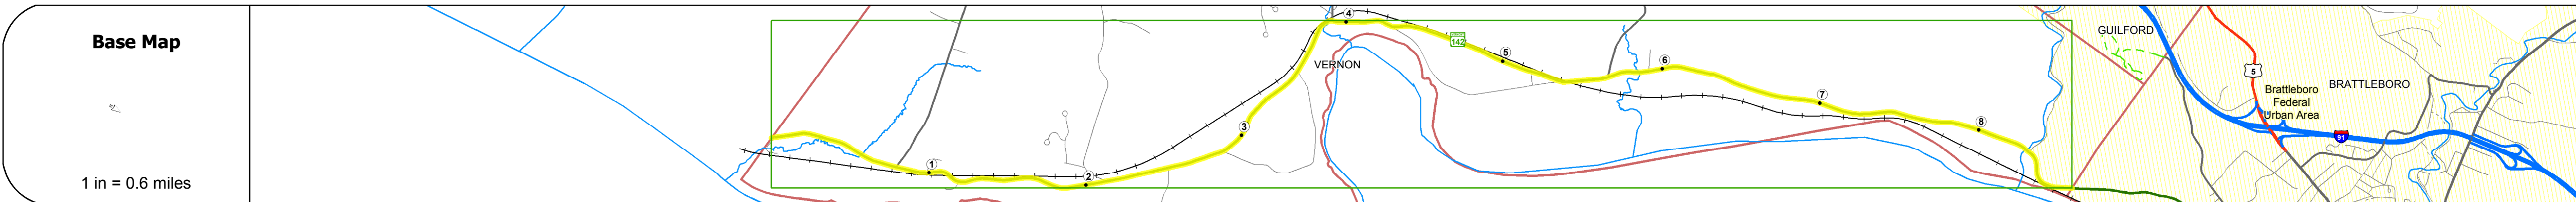 Base Map
1 in = 0.6 miles
1
2
3
VERNON
4
142
5
6
7
8
GUILFORD
5
BRATTLEBORO
Brattleboro
Federal
Urban Area
91